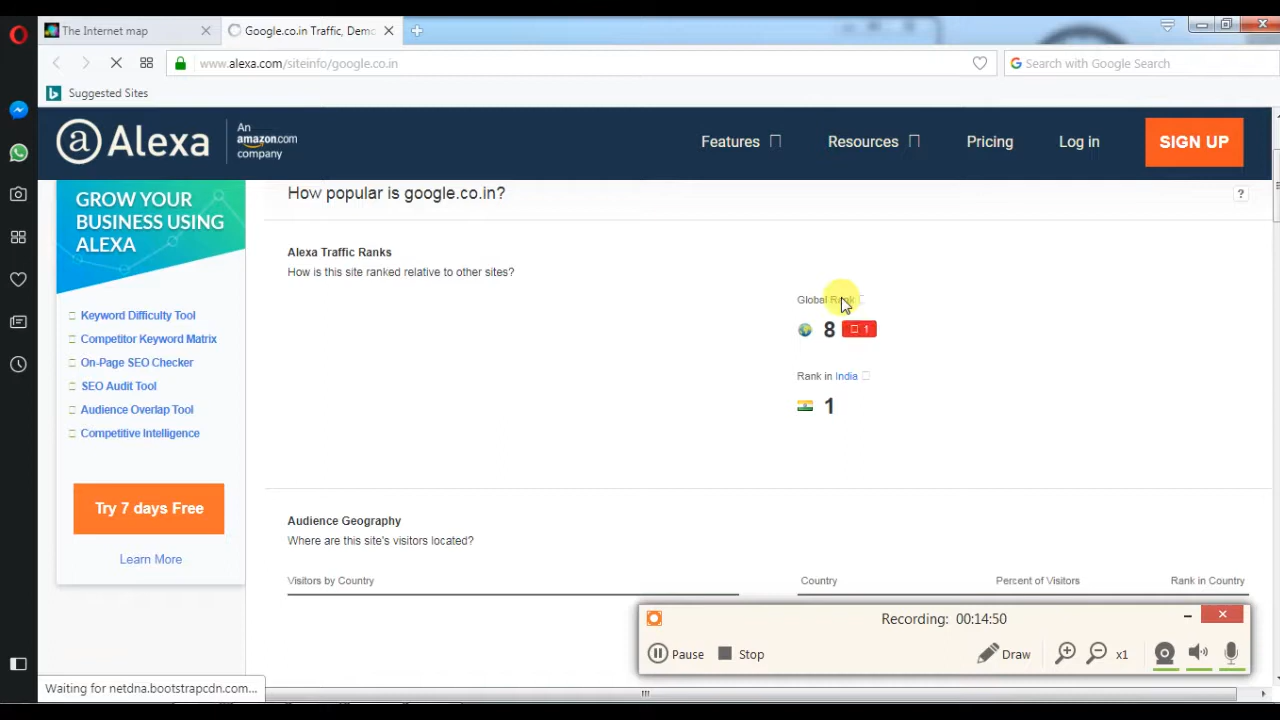 The Internet map
Google.co.in Traffic, Demo
www.alexa.com/siteinfo/google.co.in
Search with Google Search
Suggested Sites
Alexa
An
amazon.com
company
Features
Resources
Pricing
Log in
SIGN UP
GROW YOUR
BUSINESS USING
ALEXA
Keyword Difficulty Tool
Competitor Keyword Matrix
On-Page SEO Checker
SEO Audit Tool
Audience Overlap Tool
Competitive Intelligence
Try 7 days Free
Learn More
How popular is google.co.in?
?
Alexa Traffic Ranks
How is this site ranked relative to other sites?
Global Rank
8 1
Rank in India
1
Audience Geography
Where are this site's visitors located?
Visitors by Country
Country
Percent of Visitors
Rank in Country
Recording: 00:14:50
Pause
Stop
Draw
x1
Waiting for netdna.bootstrapcdn.com...